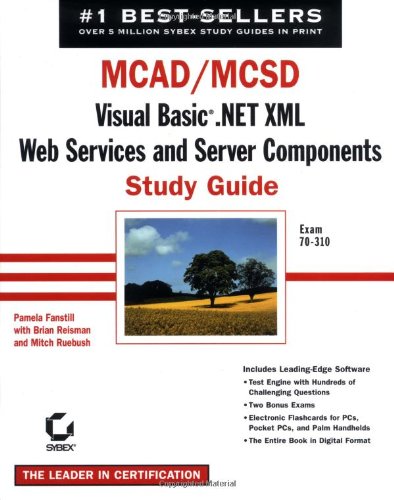 #1 BEST SELLERS
OVER 5 MILLION SYBEX STUDY GUIDES IN PRINT
MCAD/MCSD
Visual Basic®.NET XML
Web Services and Server Components
Study Guide
Exam
70-310
Pamela Fanstill
with Brian Reisman
and Mitch Ruebush
Includes Leading-Edge Software
• Test Engine with Hundreds of
Challenging Questions
• Two Bonus Exams
• Electronic Flashcards for PCs,
Pocket PCs, and Palm Handhelds
• The Entire Book in Digital Format
SYBEX®
THE LEADER IN CERTIFICATION